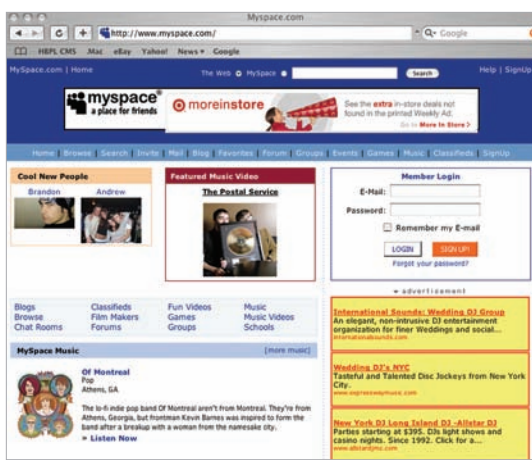 Myspace.com
http://www.myspace.com/
Google
HBPL CMS .Mac eBay Yahoo! News Google
MySpace.com | Home
The Web MySpace Search
Help | SignUp
myspace
a place for friends
moreinstore
See the extra in-store deals not
found in the printed Weekly Ad.
Go to More In Store >
Home | Browse | Search | Invite | Mail | Blog | Favorites | Forum | Groups | Events | Games | Music | Classifieds | SignUp
Cool New People
Brandon Andrew
Featured Music Video
The Postal Service
Member Login
E-Mail:
Password:
Remember my E-mail
LOGIN SIGN UP!
Forgot your password?
advertisement
Blogs Classifieds Fun Videos Music
Browse Film Makers Games Music Videos
Chat Rooms Forums Groups Schools
MySpace Music [more music]
Of Montreal
Pop
Athens, GA
The lo-fi indie pop band Of Montreal aren't from Montreal. They're from
Athens, Georgia, but frontman Kevin Barnes was inspired to form the
band after a breakup with a woman from the namesake city.
» Listen Now
International Sounds: Wedding DJ Group
An elegant, non-intrusive DJ entertainment
organization for finer Weddings and social...
internationalsounds.com
Wedding DJ's NYC
Tasteful and Talented Disc Jockeys from New York
City.
www.expresswaymusic.com
New York DJ Long Island DJ -Allstar DJ
Parties starting at $395. DJs light shows and
casino nights. Since 1992. Click for a...
www.allstardjns.com